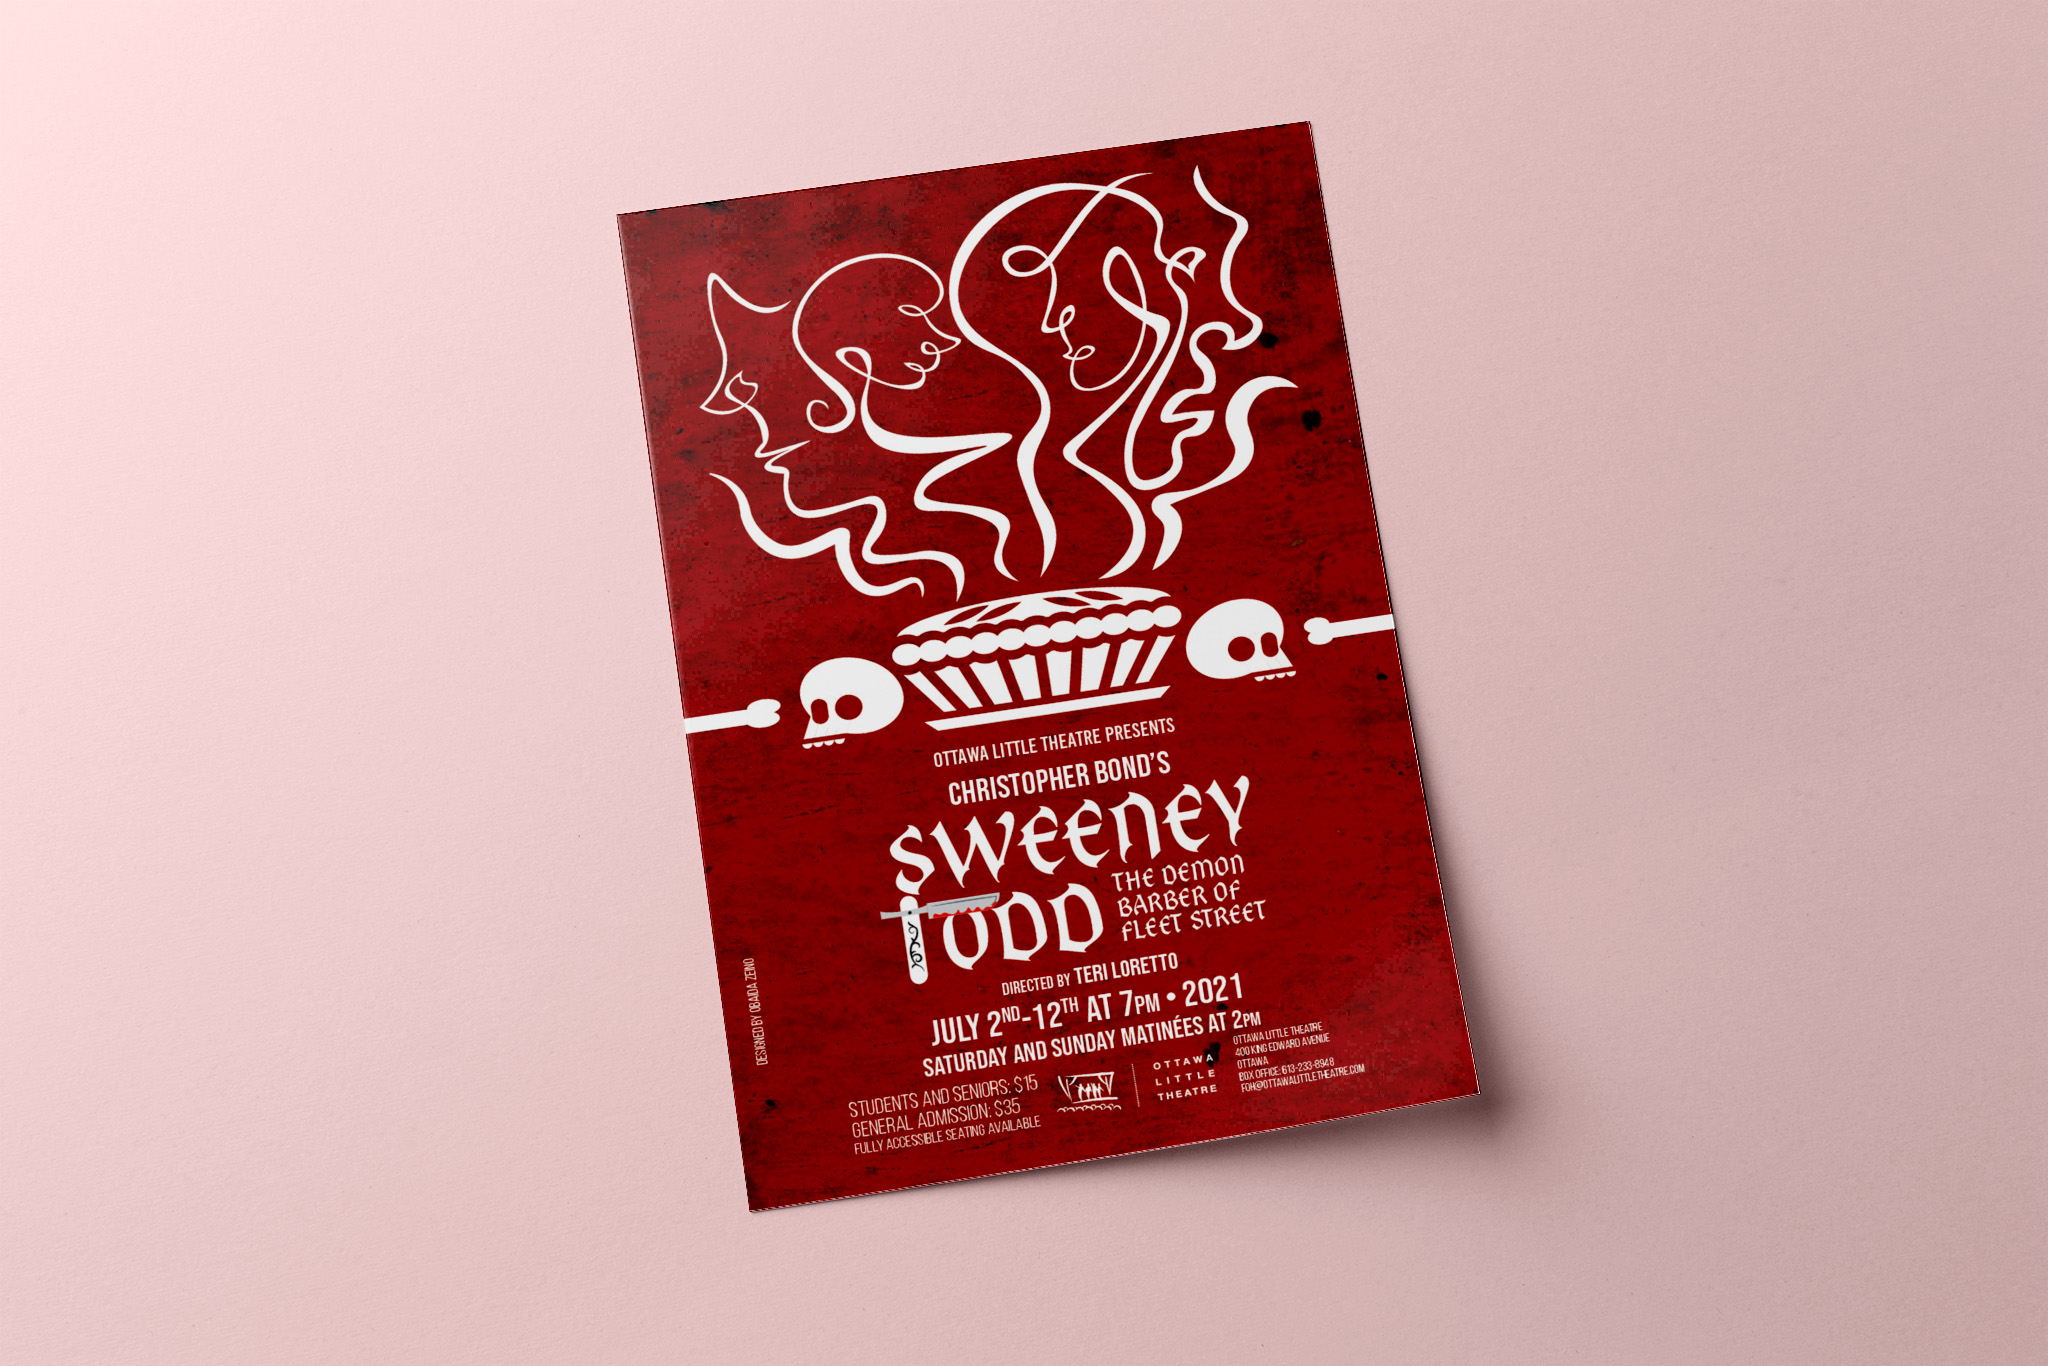 OTTAWA LITTLE THEATRE PRESENTS
CHRISTOPHER BOND'S
SWEENEY
TODD
THE DEMON
BARBER OF
FLEET STREET
DIRECTED BY TERI LORETTO
JULY 2ND-12TH AT 7PM • 2021
SATURDAY AND SUNDAY MATINÉES AT 2PM
STUDENTS AND SENIORS: $15
GENERAL ADMISSION: $35
FULLY ACCESSIBLE SEATING AVAILABLE
OTTAWA
LITTLE
THEATRE
OTTAWA LITTLE THEATRE
400 KING EDWARD AVENUE
OTTAWA
BOX OFFICE: 613-233-8948
FOH@OTTAWALITTLETHEATRE.COM
DESIGNED BY OBAIDA ZEINO